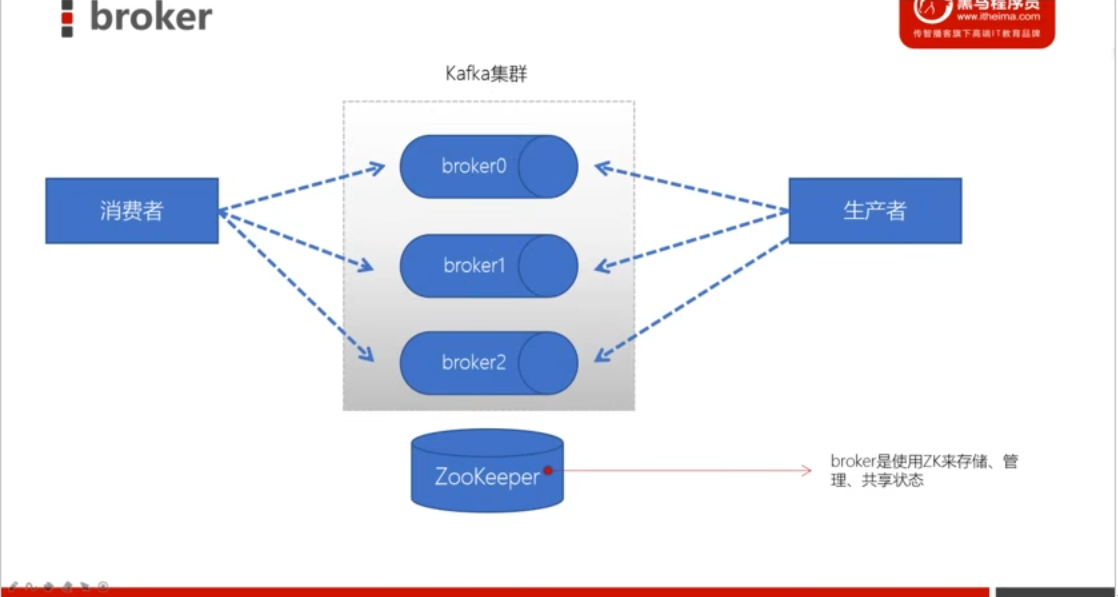 broker
黑马程序员
www.itheima.com
传智播客旗下高端IT教育品牌
Kafka集群
broker0
消费者
生产者
broker1
broker2
ZooKeeper
broker是使用ZK来存储、管
理、共享状态